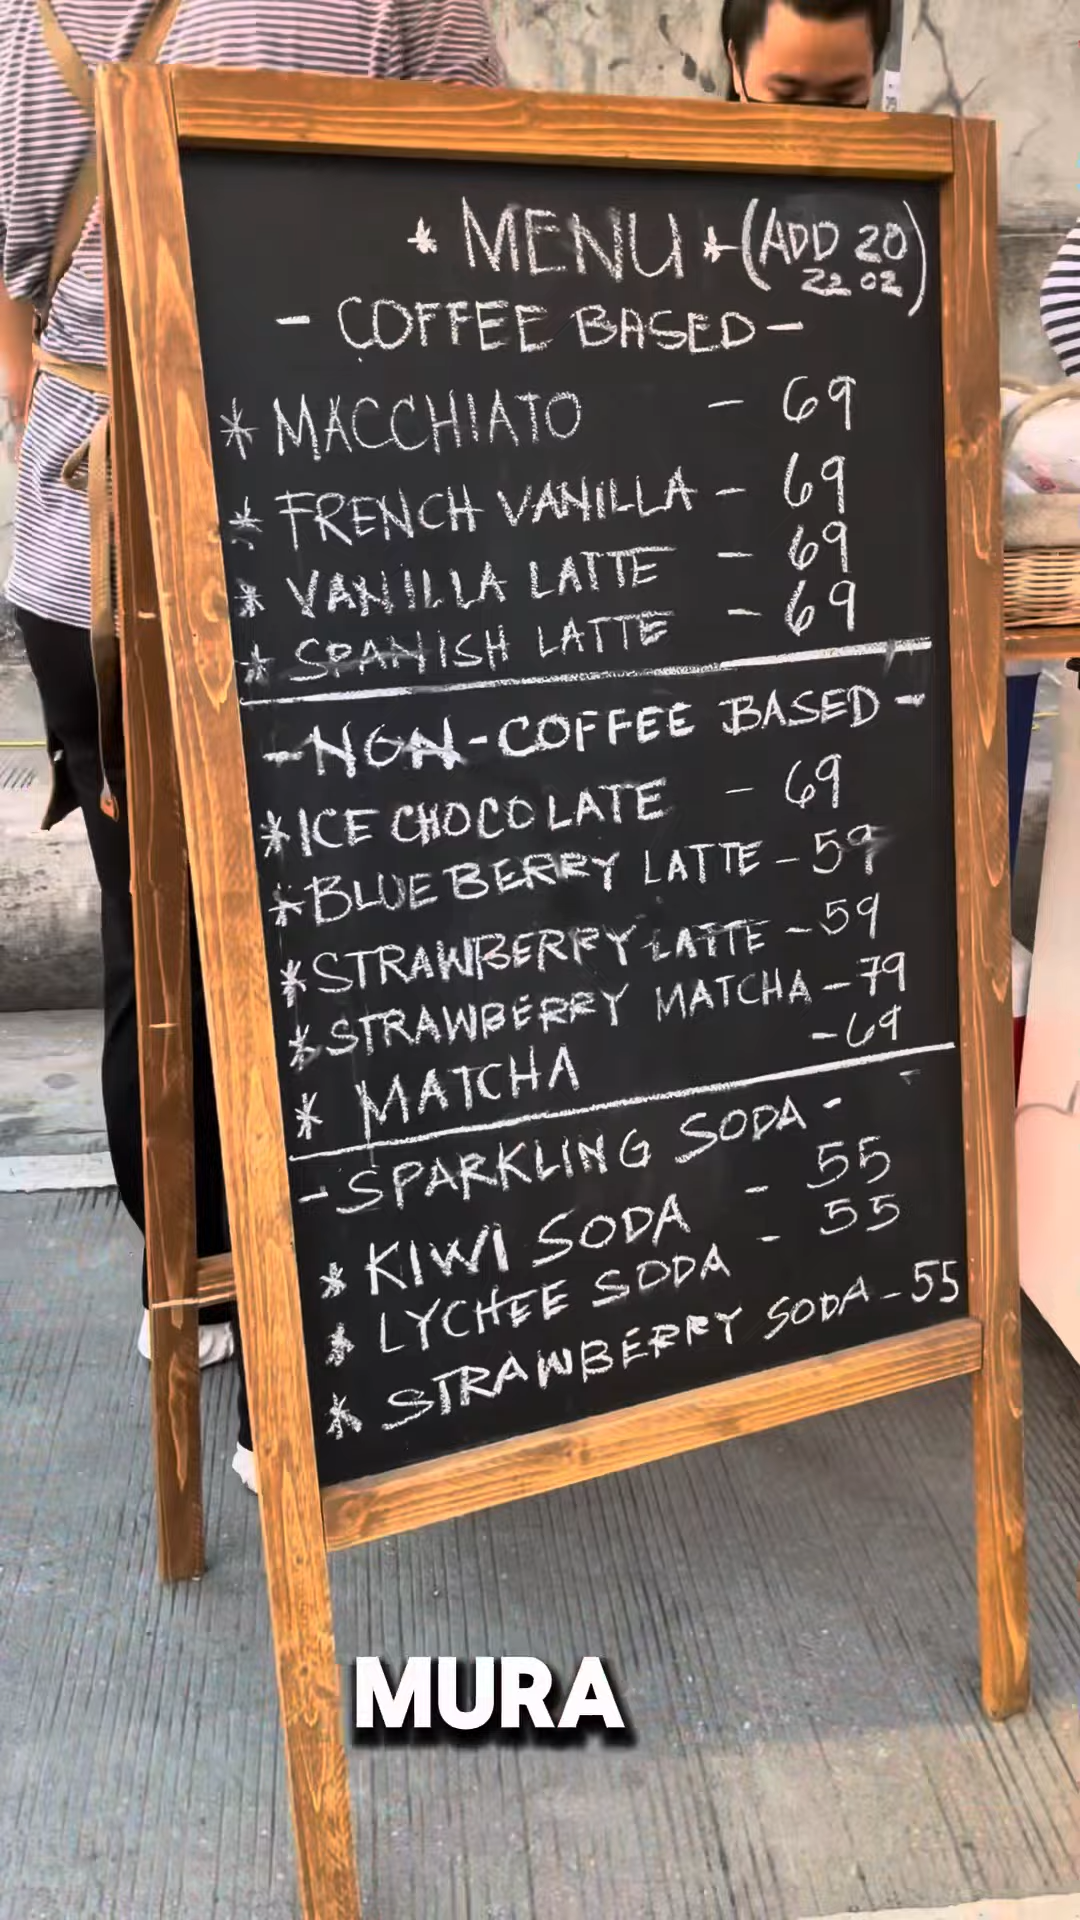 * MENU * (ADD 20
22 OZ)
- COFFEE BASED -
* MACCHIATO - 69
* FRENCH VANILLA - 69
* VANILLA LATTE - 69
* SPANISH LATTE - 69
- NON-COFFEE BASED -
* ICE CHOCOLATE - 69
* BLUEBERRY LATTE - 59
* STRAWBERRY LATTE - 59
* STRAWBERRY MATCHA - 79
* MATCHA - 69
- SPARKLING SODA -
* KIWI SODA - 55
* LYCHEE SODA - 55
* STRAWBERRY SODA - 55
MURA